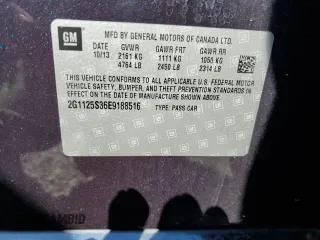 GM
MFD BY GENERAL MOTORS OF CANADA LTD.
DATE GVWR GAWR FRT GAWR RR
10/13 2161 KG 1111 KG 1050 KG
4764 LB 2450 LB 2314 LB
THIS VEHICLE CONFORMS TO ALL APPLICABLE U.S. FEDERAL MOTOR
VEHICLE SAFETY, BUMPER, AND THEFT PREVENTION STANDARDS IN
EFFECT ON THE DATE OF MANUFACTURE SHOWN ABOVE.
2G1125S36E9188516 TYPE: PASS CAR